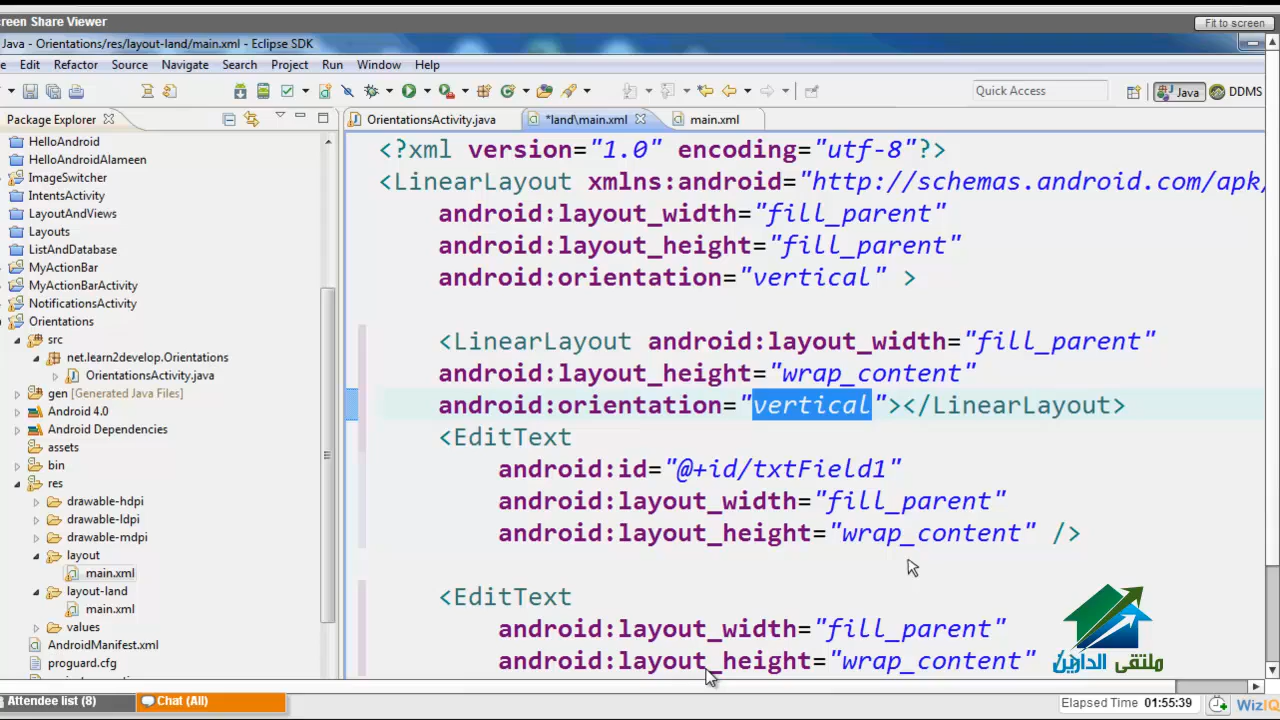 creen Share Viewer
Fit to screen
Java - Orientations/res/layout-land/main.xml - Eclipse SDK
e Edit Refactor Source Navigate Search Project Run Window Help
Quick Access
Java
DDMS
Package Explorer
OrientationsActivity.java
*land\main.xml
main.xml
HelloAndroid
HelloAndroidAlameen
ImageSwitcher
IntentsActivity
LayoutAndViews
Layouts
ListAndDatabase
MyActionBar
MyActionBarActivity
NotificationsActivity
Orientations
src
net.learn2develop.Orientations
OrientationsActivity.java
gen [Generated Java Files]
Android 4.0
Android Dependencies
assets
bin
res
drawable-hdpi
drawable-ldpi
drawable-mdpi
layout
main.xml
layout-land
main.xml
values
AndroidManifest.xml
proguard.cfg
<?xml version="1.0" encoding="utf-8"?>
<LinearLayout xmlns:android="http://schemas.android.com/apk/
android:layout_width="fill_parent"
android:layout_height="fill_parent"
android:orientation="vertical" >
<LinearLayout android:layout_width="fill_parent"
android:layout_height="wrap_content"
android:orientation="vertical"></LinearLayout>
<EditText
android:id="@+id/txtField1"
android:layout_width="fill_parent"
android:layout_height="wrap_content" />
<EditText
android:layout_width="fill_parent"
android:layout_height="wrap_content"
ملتقى الدارين
Attendee list (8)
Chat (All)
Elapsed Time 01:55:39
WizIQ